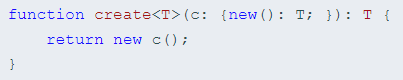 function create<T>(c: {new(): T; }): T {
    return new c();
}